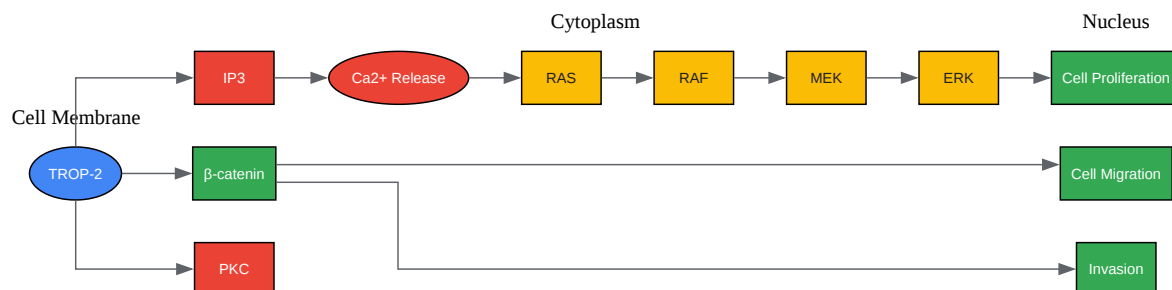 Cytoplasm
Nucleus
IP3
Ca2+ Release
RAS
RAF
MEK
ERK
Cell Proliferation
Cell Membrane
TROP-2
β-catenin
Cell Migration
PKC
Invasion